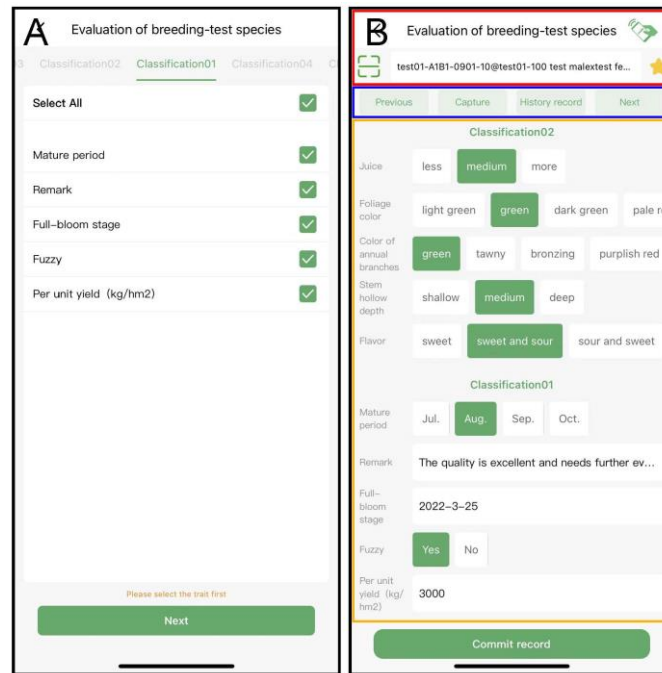 A
Evaluation of breeding-test species
03 Classification02 Classification01 Classification04
Select All
Mature period
Remark
Full-bloom stage
Fuzzy
Per unit yield (kg/hm2)
Please select the trait first
Next
B
Evaluation of breeding-test species
test01-A1B1-0901-10@test01-100 test malextest fe...
Previous Capture History record Next
Classification02
Juice less medium more
Foliage
color
light green green dark green pale r
Color of
annual
branches
green tawny bronzing purplish red
Stem
hollow
depth
shallow medium deep
Flavor sweet sweet and sour sour and sweet
Classification01
Mature
period
Jul. Aug. Sep. Oct.
Remark The quality is excellent and needs further ev...
Full-
bloom
stage
2022-3-25
Fuzzy Yes No
Per unit
yield (kg/
hm2)
3000
Commit record